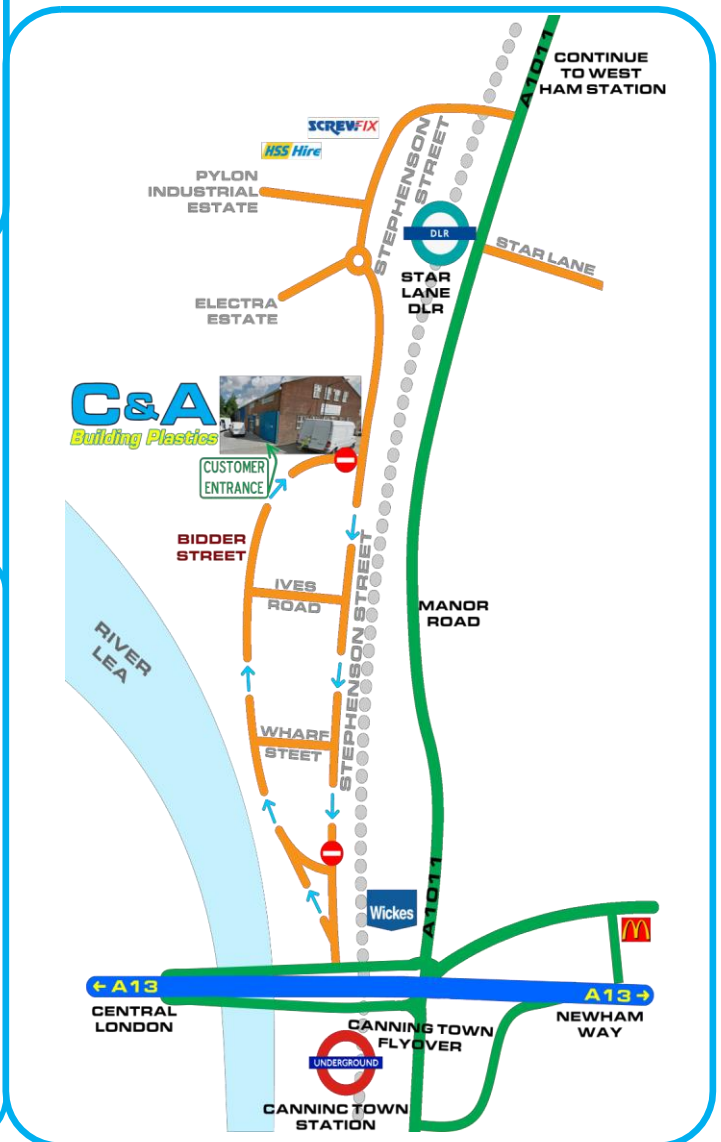 A1011
CONTINUE
TO WEST
HAM STATION
SCREWFIX
HSS Hire
STEPHENSON
STREET
PYLON
INDUSTRIAL
ESTATE
DLR
STAR LANE
STAR
LANE
DLR
ELECTRA
ESTATE
C&A
Building Plastics
CUSTOMER
ENTRANCE
BIDDER
STREET
STEPHENSON STREET
IVES
ROAD
MANOR
ROAD
RIVER
LEA
WHARF
STEET
A1011
Wickes
M
← A13
A13 →
CENTRAL
LONDON
NEWHAM
WAY
CANNING TOWN
FLYOVER
UNDERGROUND
CANNINC TOWN
STATION